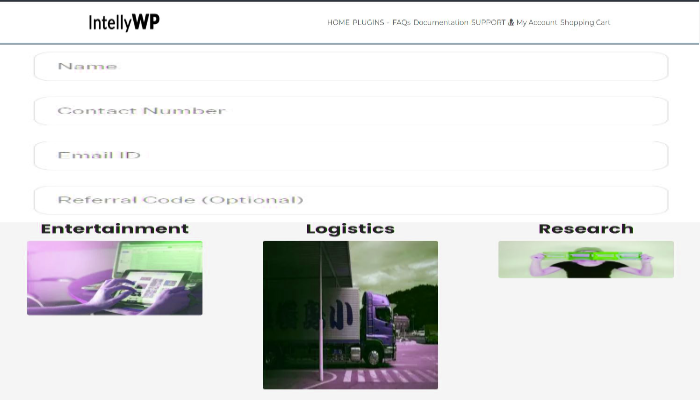 IntellyWP
HOME PLUGINS - FAQs Documentation SUPPORT My Account Shopping Cart
Name
Contact Number
Email ID
Referral Code (Optional)
Entertainment
Logistics
Research